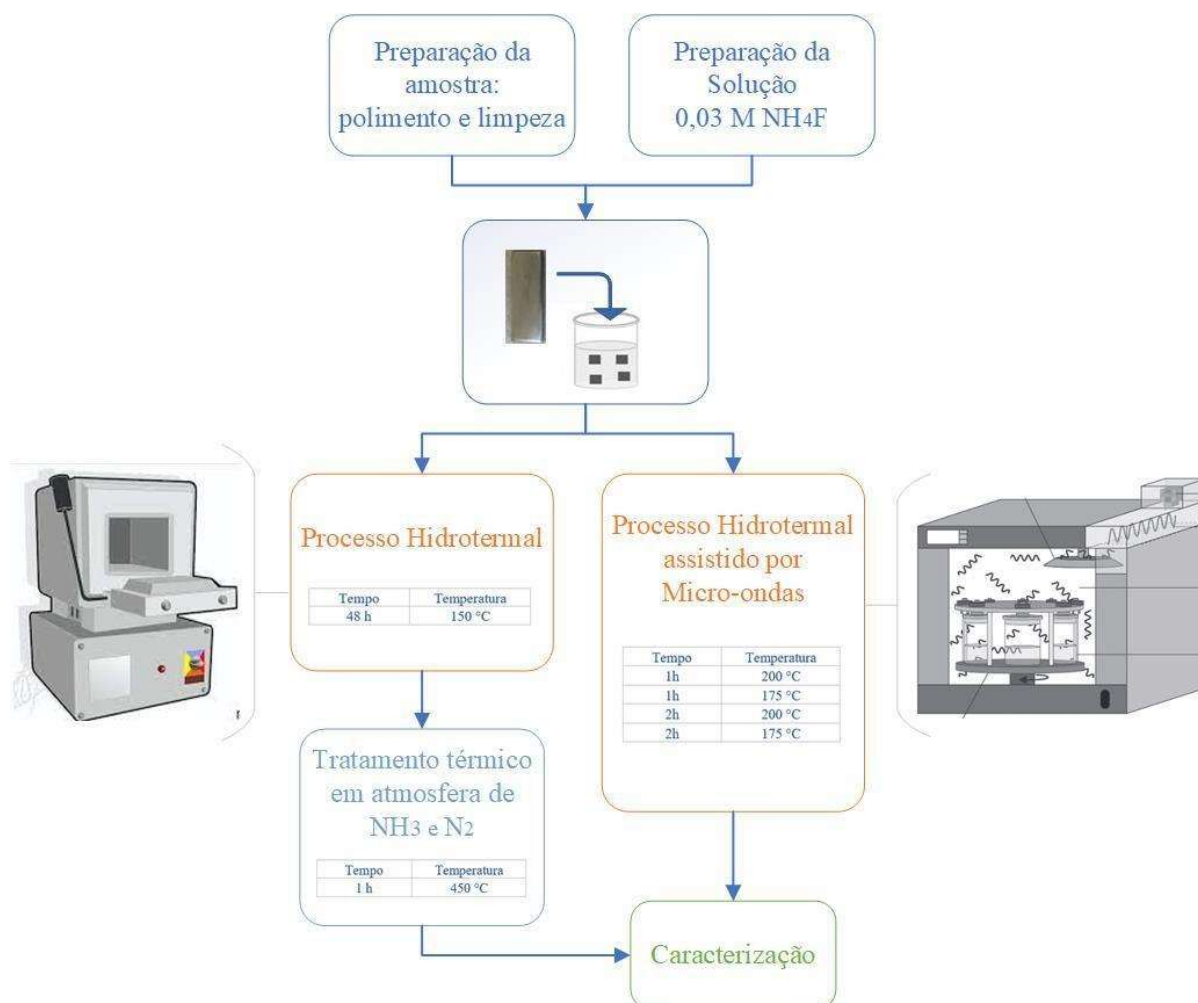 Preparação da
amostra:
polimento e limpeza
Preparação da
Solução
0,03 M NH4F
Processo Hidrotermal
Tempo Temperatura
48 h 150 °C
Processo Hidrotermal
assistido por
Micro-ondas
Tempo Temperatura
1h 200 °C
1h 175 °C
2h 200 °C
2h 175 °C
Tratamento térmico
em atmosfera de
NH3 e N2
Tempo Temperatura
1 h 450 °C
Caracterização